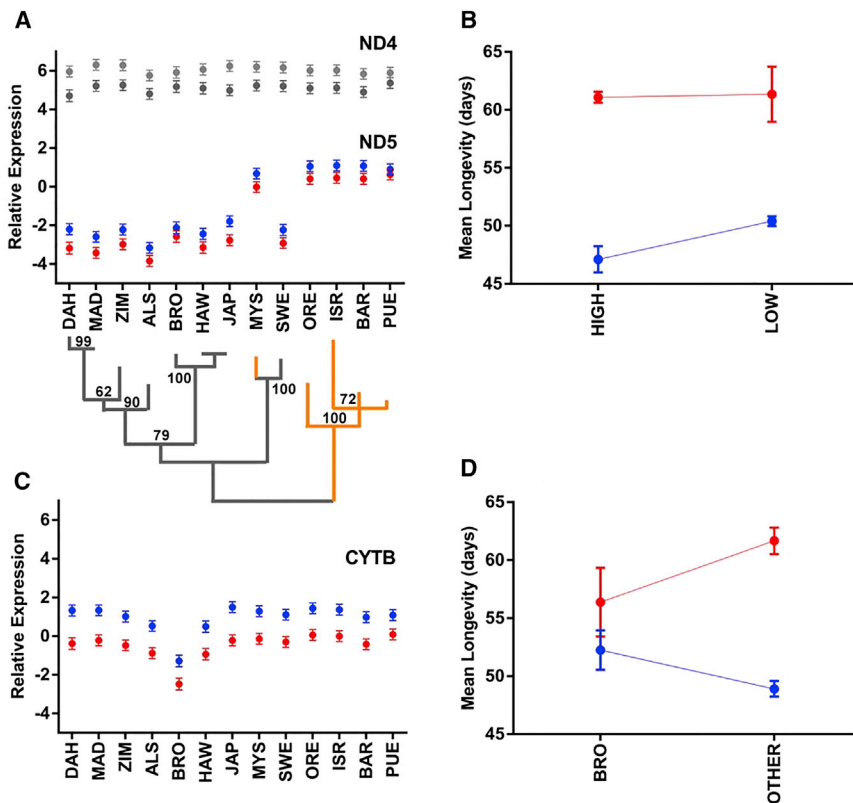 A
Relative Expression
6
4
2
0
-2
-4
ND4
ND5
DAH
MAD
ZIM
ALS
BRO
HAW
JAP
MYS
SWE
ORE
ISR
BAR
PUE
99
62
90
100
79
100
72
100
B
Mean Longevity (days)
65
60
55
50
45
HIGH
LOW
C
Relative Expression
6
4
2
0
-2
-4
CYTB
DAH
MAD
ZIM
ALS
BRO
HAW
JAP
MYS
SWE
ORE
ISR
BAR
PUE
D
Mean Longevity (days)
65
60
55
50
45
BRO
OTHER